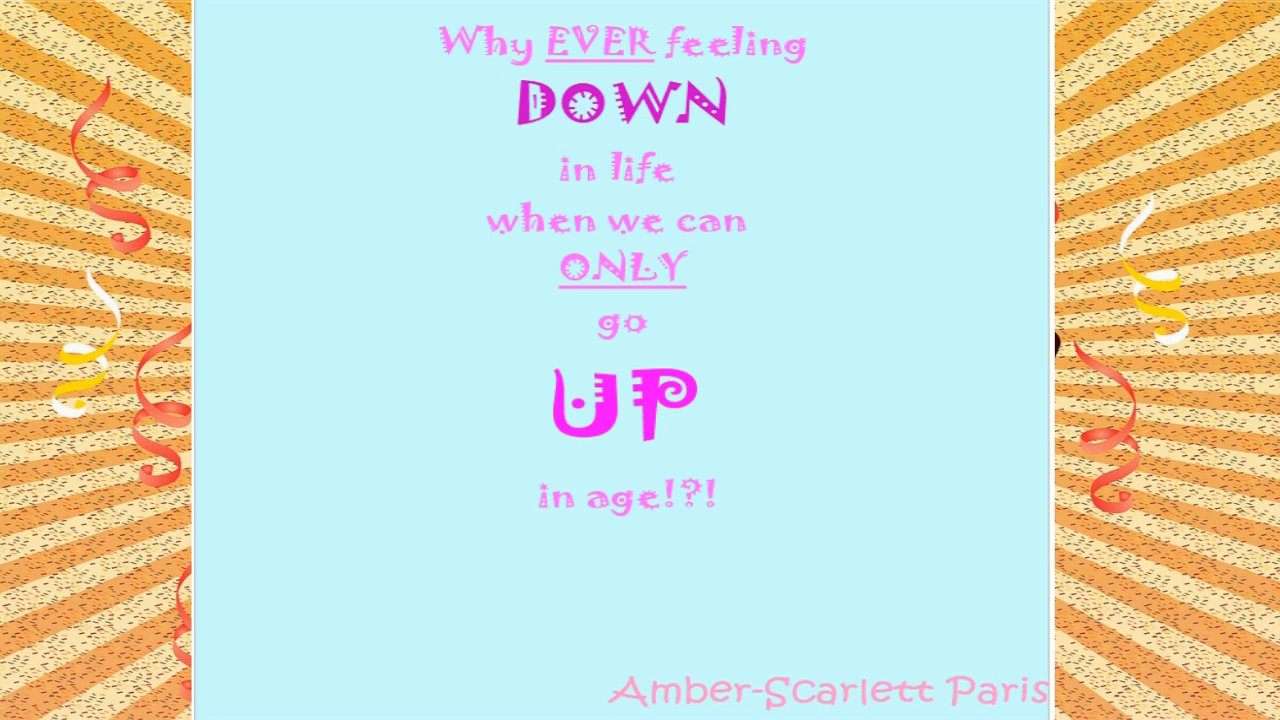 Why EVER feeling
DOWN
in life
when we can
ONLY
go
UP
in age!?!
Amber-Scarlett Paris